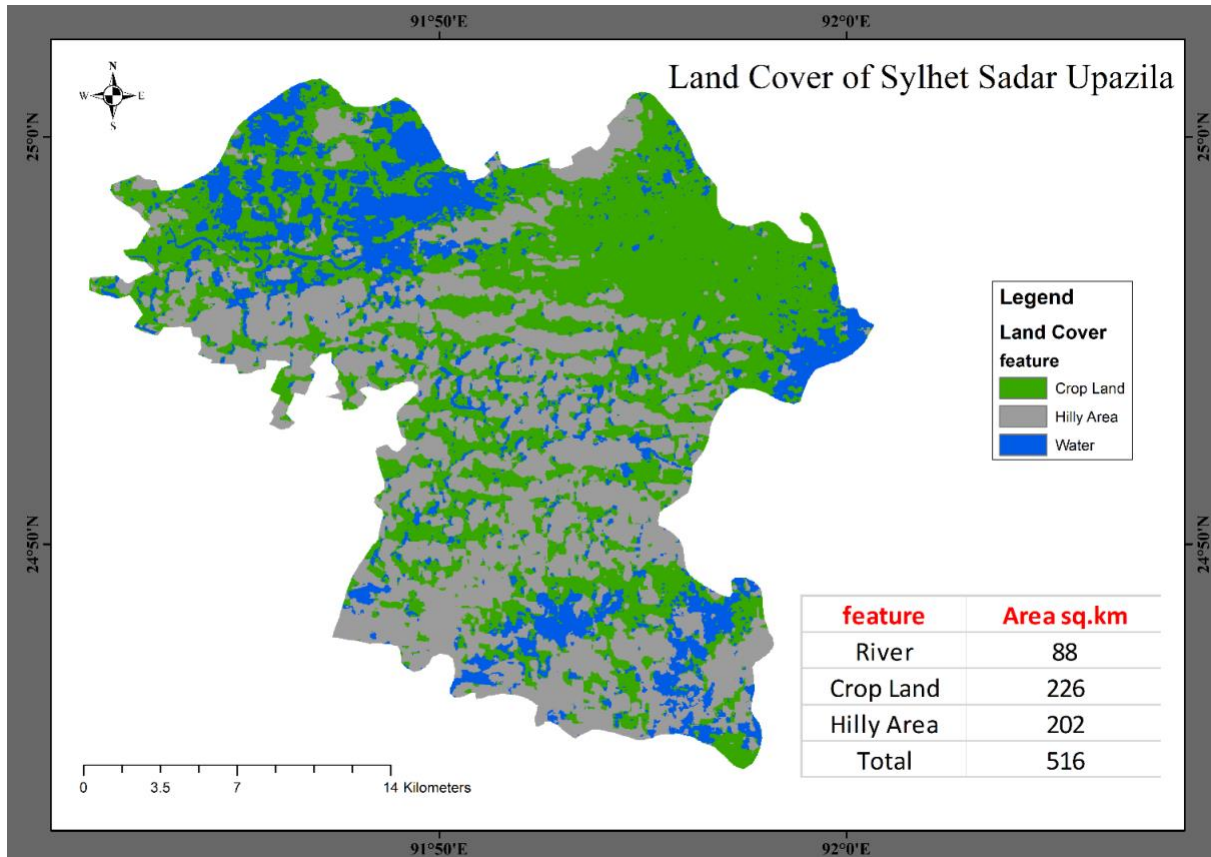 91°50'E 92°0'E
Land Cover of Sylhet Sadar Upazila
N
W E
S
25°0'N 25°0'N
Legend
Land Cover
feature
Crop Land
Hilly Area
Water
24°50'N 24°50'N
feature Area sq.km
River 88
Crop Land 226
Hilly Area 202
Total 516
0 3.5 7 14 Kilometers
91°50'E 92°0'E